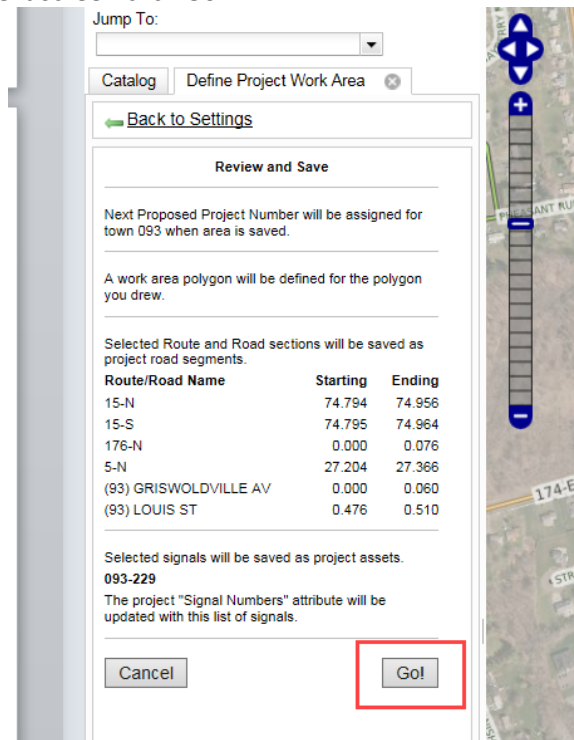 Jump To:
Catalog Define Project Work Area
Back to Settings
Review and Save
Next Proposed Project Number will be assigned for
town 093 when area is saved.
A work area polygon will be defined for the polygon
you drew.
Selected Route and Road sections will be saved as
project road segments.
Route/Road Name Starting Ending
15-N 74.794 74.956
15-S 74.795 74.964
176-N 0.000 0.076
5-N 27.204 27.366
(93) GRISWOLDVILLE AV 0.000 0.060
(93) LOUIS ST 0.476 0.510
Selected signals will be saved as project assets.
093-229
The project "Signal Numbers" attribute will be
updated with this list of signals.
Cancel Go!
174-E